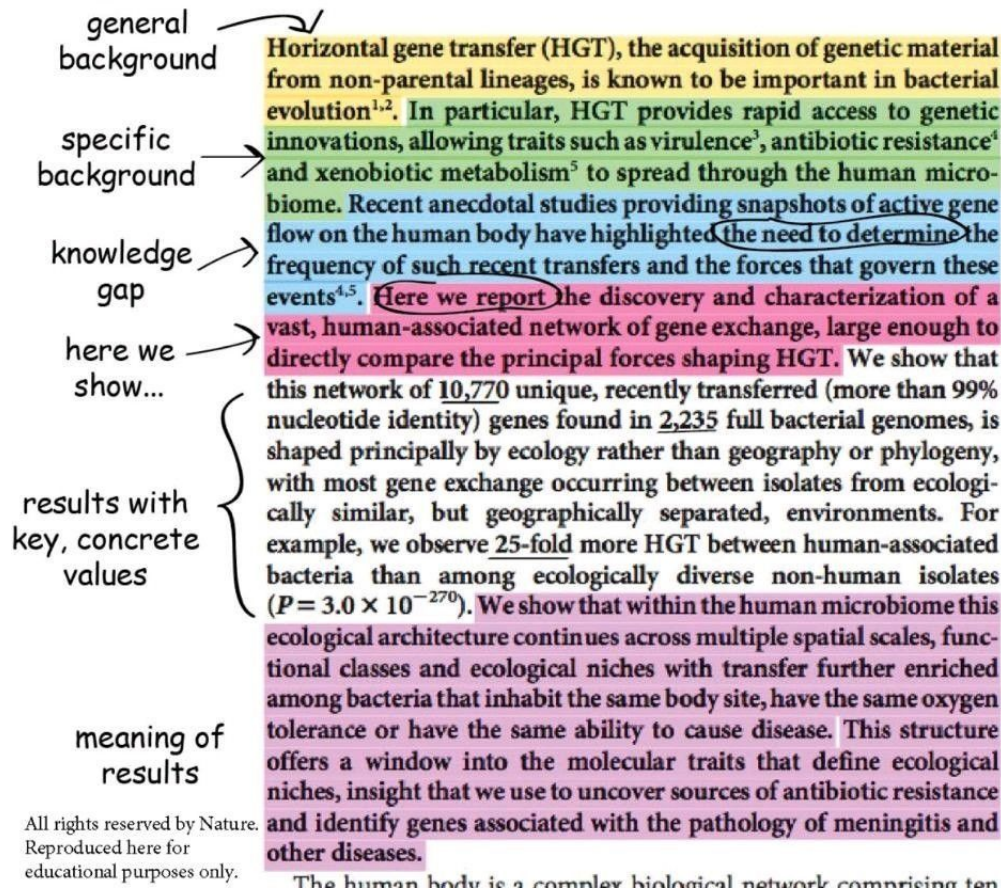 general
background
Horizontal gene transfer (HGT), the acquisition of genetic material
from non-parental lineages, is known to be important in bacterial
evolution1,2. In particular, HGT provides rapid access to genetic
specific
background
innovations, allowing traits such as virulence3, antibiotic resistance4
and xenobiotic metabolism5 to spread through the human micro-
biome. Recent anecdotal studies providing snapshots of active gene
knowledge
gap
flow on the human body have highlighted the need to determine the
frequency of such recent transfers and the forces that govern these
events4,5. Here we report the discovery and characterization of a
here we
show...
vast, human-associated network of gene exchange, large enough to
directly compare the principal forces shaping HGT. We show that
results with
key, concrete
values
this network of 10,770 unique, recently transferred (more than 99%
nucleotide identity) genes found in 2,235 full bacterial genomes, is
shaped principally by ecology rather than geography or phylogeny,
with most gene exchange occurring between isolates from ecologi-
cally similar, but geographically separated, environments. For
example, we observe 25-fold more HGT between human-associated
bacteria than among ecologically diverse non-human isolates
(P = 3.0 × 10−270). We show that within the human microbiome this
meaning of
results
ecological architecture continues across multiple spatial scales, func-
tional classes and ecological niches with transfer further enriched
among bacteria that inhabit the same body site, have the same oxygen
tolerance or have the same ability to cause disease. This structure
offers a window into the molecular traits that define ecological
niches, insight that we use to uncover sources of antibiotic resistance
and identify genes associated with the pathology of meningitis and
other diseases.
All rights reserved by Nature.
Reproduced here for
educational purposes only.
The human body is a complex biological network comprising ten